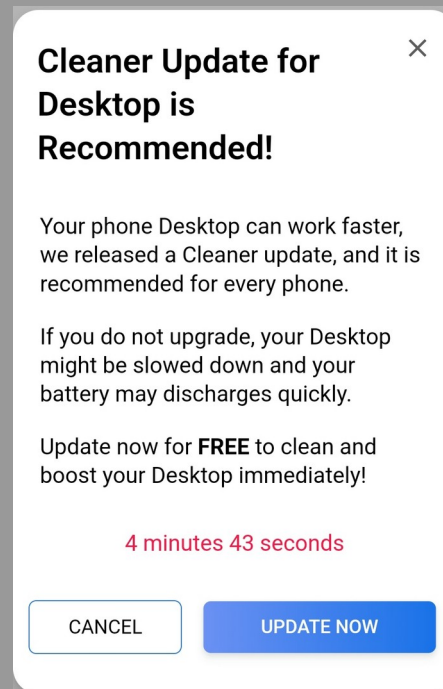 Cleaner Update for
Desktop is
Recommended!
Your phone Desktop can work faster,
we released a Cleaner update, and it is
recommended for every phone.
If you do not upgrade, your Desktop
might be slowed down and your
battery may discharges quickly.
Update now for FREE to clean and
boost your Desktop immediately!
4 minutes 43 seconds
CANCEL
UPDATE NOW